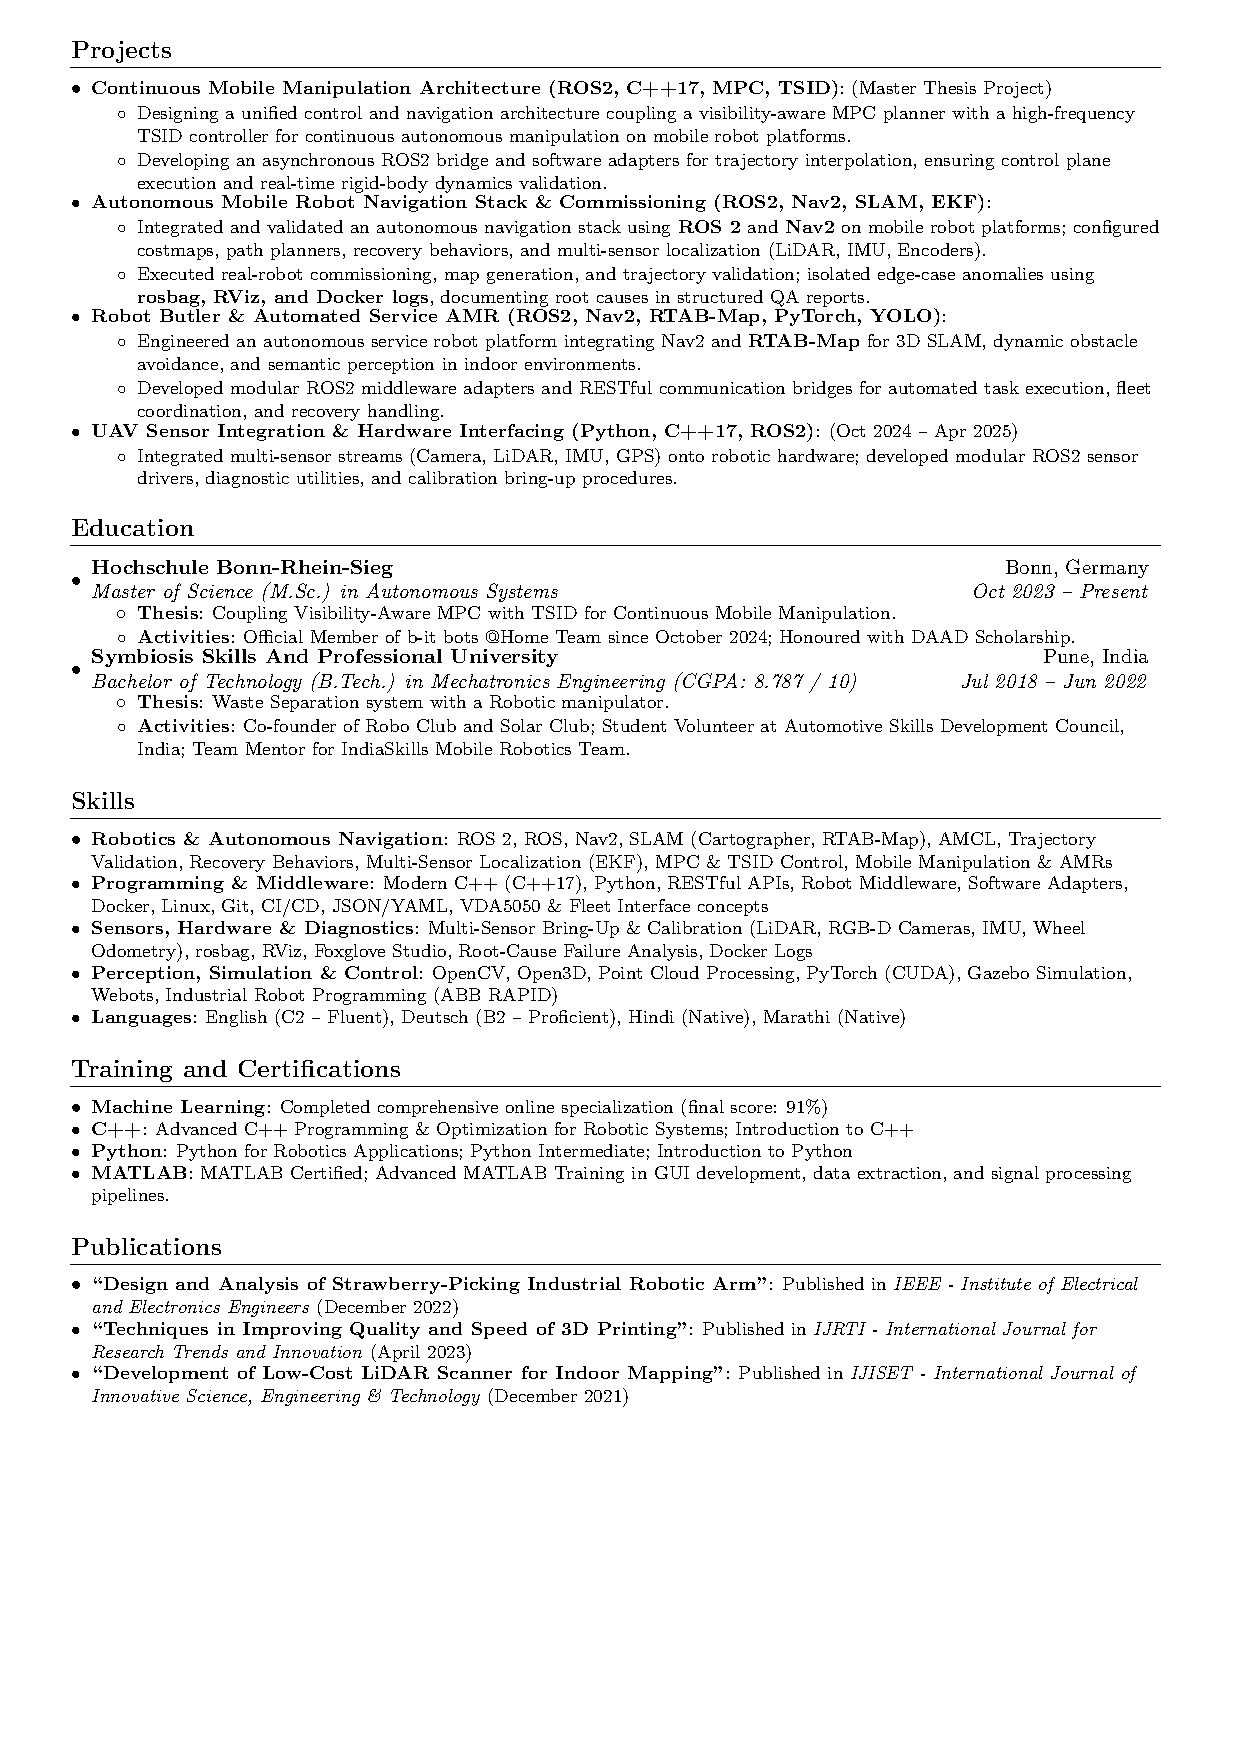 Projects
• Continuous Mobile Manipulation Architecture (ROS2, C++17, MPC, TSID): (Master Thesis Project)
◦ Designing a unified control and navigation architecture coupling a visibility-aware MPC planner with a high-frequency
TSID controller for continuous autonomous manipulation on mobile robot platforms.
◦ Developing an asynchronous ROS2 bridge and software adapters for trajectory interpolation, ensuring control plane
execution and real-time rigid-body dynamics validation.
• Autonomous Mobile Robot Navigation Stack & Commissioning (ROS2, Nav2, SLAM, EKF):
◦ Integrated and validated an autonomous navigation stack using ROS 2 and Nav2 on mobile robot platforms; configured
costmaps, path planners, recovery behaviors, and multi-sensor localization (LiDAR, IMU, Encoders).
◦ Executed real-robot commissioning, map generation, and trajectory validation; isolated edge-case anomalies using
rosbag, RViz, and Docker logs, documenting root causes in structured QA reports.
• Robot Butler & Automated Service AMR (ROS2, Nav2, RTAB-Map, PyTorch, YOLO):
◦ Engineered an autonomous service robot platform integrating Nav2 and RTAB-Map for 3D SLAM, dynamic obstacle
avoidance, and semantic perception in indoor environments.
◦ Developed modular ROS2 middleware adapters and RESTful communication bridges for automated task execution, fleet
coordination, and recovery handling.
• UAV Sensor Integration & Hardware Interfacing (Python, C++17, ROS2): (Oct 2024 – Apr 2025)
◦ Integrated multi-sensor streams (Camera, LiDAR, IMU, GPS) onto robotic hardware; developed modular ROS2 sensor
drivers, diagnostic utilities, and calibration bring-up procedures.
Education
• Hochschule Bonn-Rhein-Sieg Bonn, Germany
Master of Science (M.Sc.) in Autonomous Systems Oct 2023 – Present
◦ Thesis: Coupling Visibility-Aware MPC with TSID for Continuous Mobile Manipulation.
◦ Activities: Official Member of b-it bots @Home Team since October 2024; Honoured with DAAD Scholarship.
• Symbiosis Skills And Professional University Pune, India
Bachelor of Technology (B.Tech.) in Mechatronics Engineering (CGPA: 8.787 / 10) Jul 2018 – Jun 2022
◦ Thesis: Waste Separation system with a Robotic manipulator.
◦ Activities: Co-founder of Robo Club and Solar Club; Student Volunteer at Automotive Skills Development Council,
India; Team Mentor for IndiaSkills Mobile Robotics Team.
Skills
• Robotics & Autonomous Navigation: ROS 2, ROS, Nav2, SLAM (Cartographer, RTAB-Map), AMCL, Trajectory
Validation, Recovery Behaviors, Multi-Sensor Localization (EKF), MPC & TSID Control, Mobile Manipulation & AMRs
• Programming & Middleware: Modern C++ (C++17), Python, RESTful APIs, Robot Middleware, Software Adapters,
Docker, Linux, Git, CI/CD, JSON/YAML, VDA5050 & Fleet Interface concepts
• Sensors, Hardware & Diagnostics: Multi-Sensor Bring-Up & Calibration (LiDAR, RGB-D Cameras, IMU, Wheel
Odometry), rosbag, RViz, Foxglove Studio, Root-Cause Failure Analysis, Docker Logs
• Perception, Simulation & Control: OpenCV, Open3D, Point Cloud Processing, PyTorch (CUDA), Gazebo Simulation,
Webots, Industrial Robot Programming (ABB RAPID)
• Languages: English (C2 – Fluent), Deutsch (B2 – Proficient), Hindi (Native), Marathi (Native)
Training and Certifications
• Machine Learning: Completed comprehensive online specialization (final score: 91%)
• C++: Advanced C++ Programming & Optimization for Robotic Systems; Introduction to C++
• Python: Python for Robotics Applications; Python Intermediate; Introduction to Python
• MATLAB: MATLAB Certified; Advanced MATLAB Training in GUI development, data extraction, and signal processing
pipelines.
Publications
• “Design and Analysis of Strawberry-Picking Industrial Robotic Arm”: Published in IEEE - Institute of Electrical
and Electronics Engineers (December 2022)
• “Techniques in Improving Quality and Speed of 3D Printing”: Published in IJRTI - International Journal for
Research Trends and Innovation (April 2023)
• “Development of Low-Cost LiDAR Scanner for Indoor Mapping”: Published in IJISET - International Journal of
Innovative Science, Engineering & Technology (December 2021)